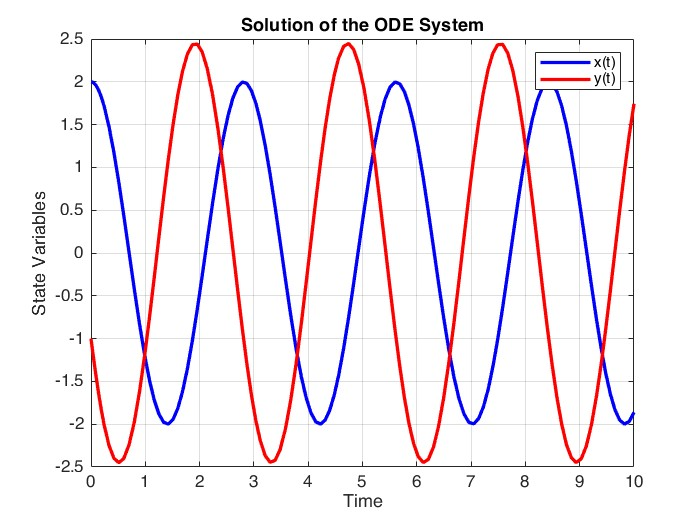 Solution of the ODE System
x(t)
y(t)
2.5
2
1.5
1
0.5
0
-0.5
-1
-1.5
-2
-2.5
State Variables
0 1 2 3 4 5 6 7 8 9 10
Time